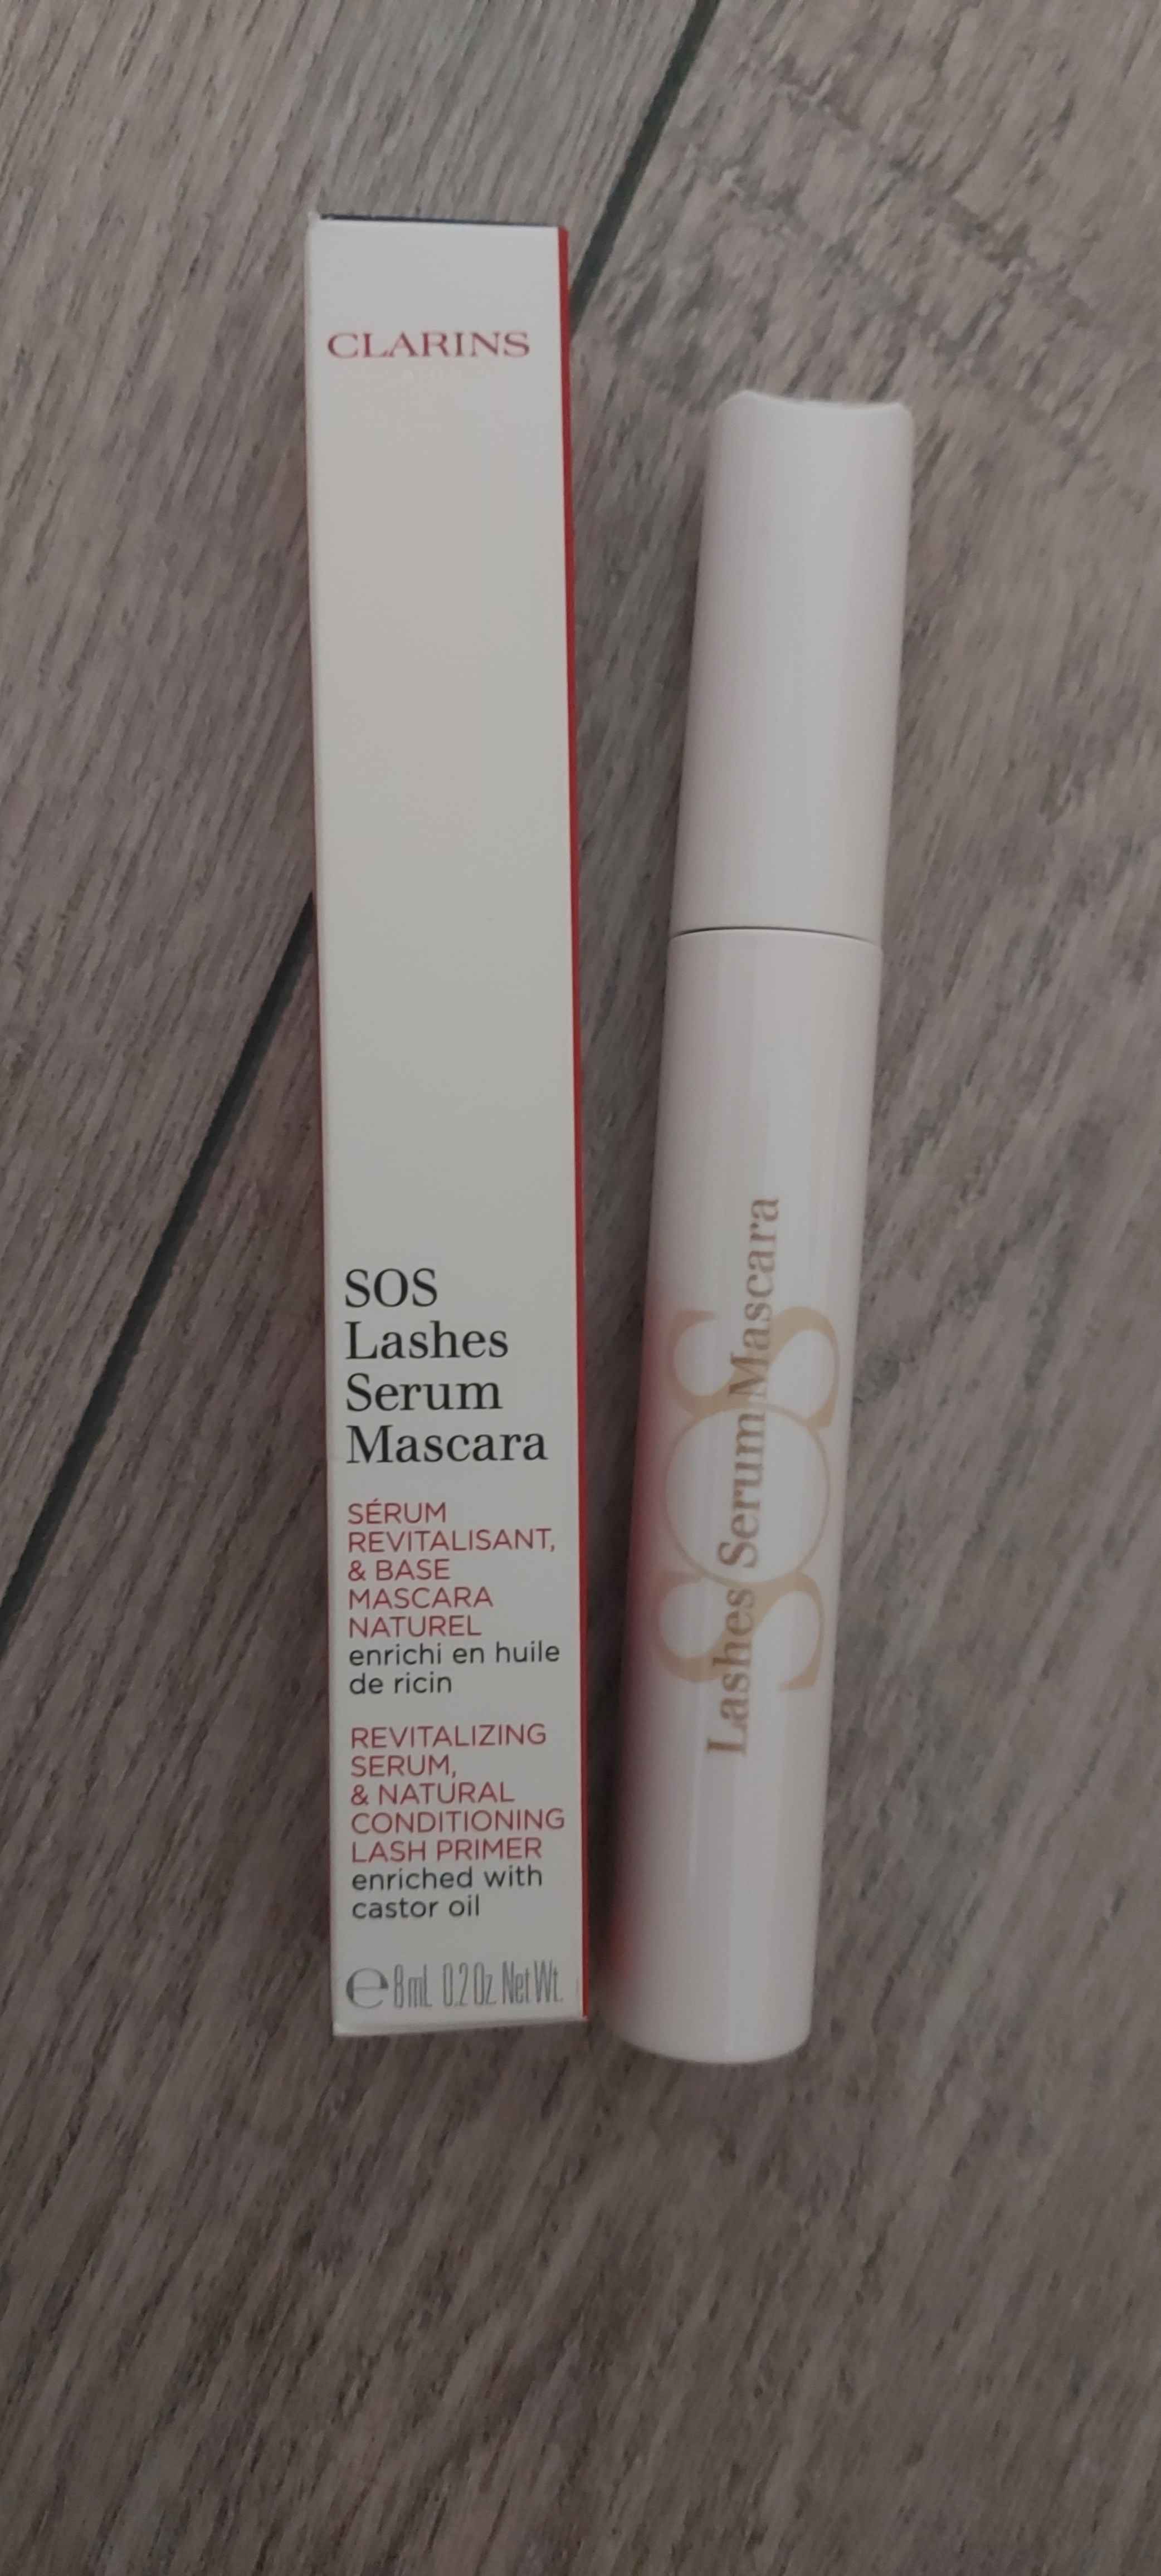 CLARINS
SOS
Lashes
Serum
Mascara
SÉRUM
REVITALISANT,
& BASE
MASCARA
NATUREL
enrichi en huile
de ricin
REVITALIZING
SERUM,
& NATURAL
CONDITIONING
LASH PRIMER
enriched with
castor oil
e 8 mL 0.2 Oz. Net Wt.
SOS
Lashes Serum Mascara